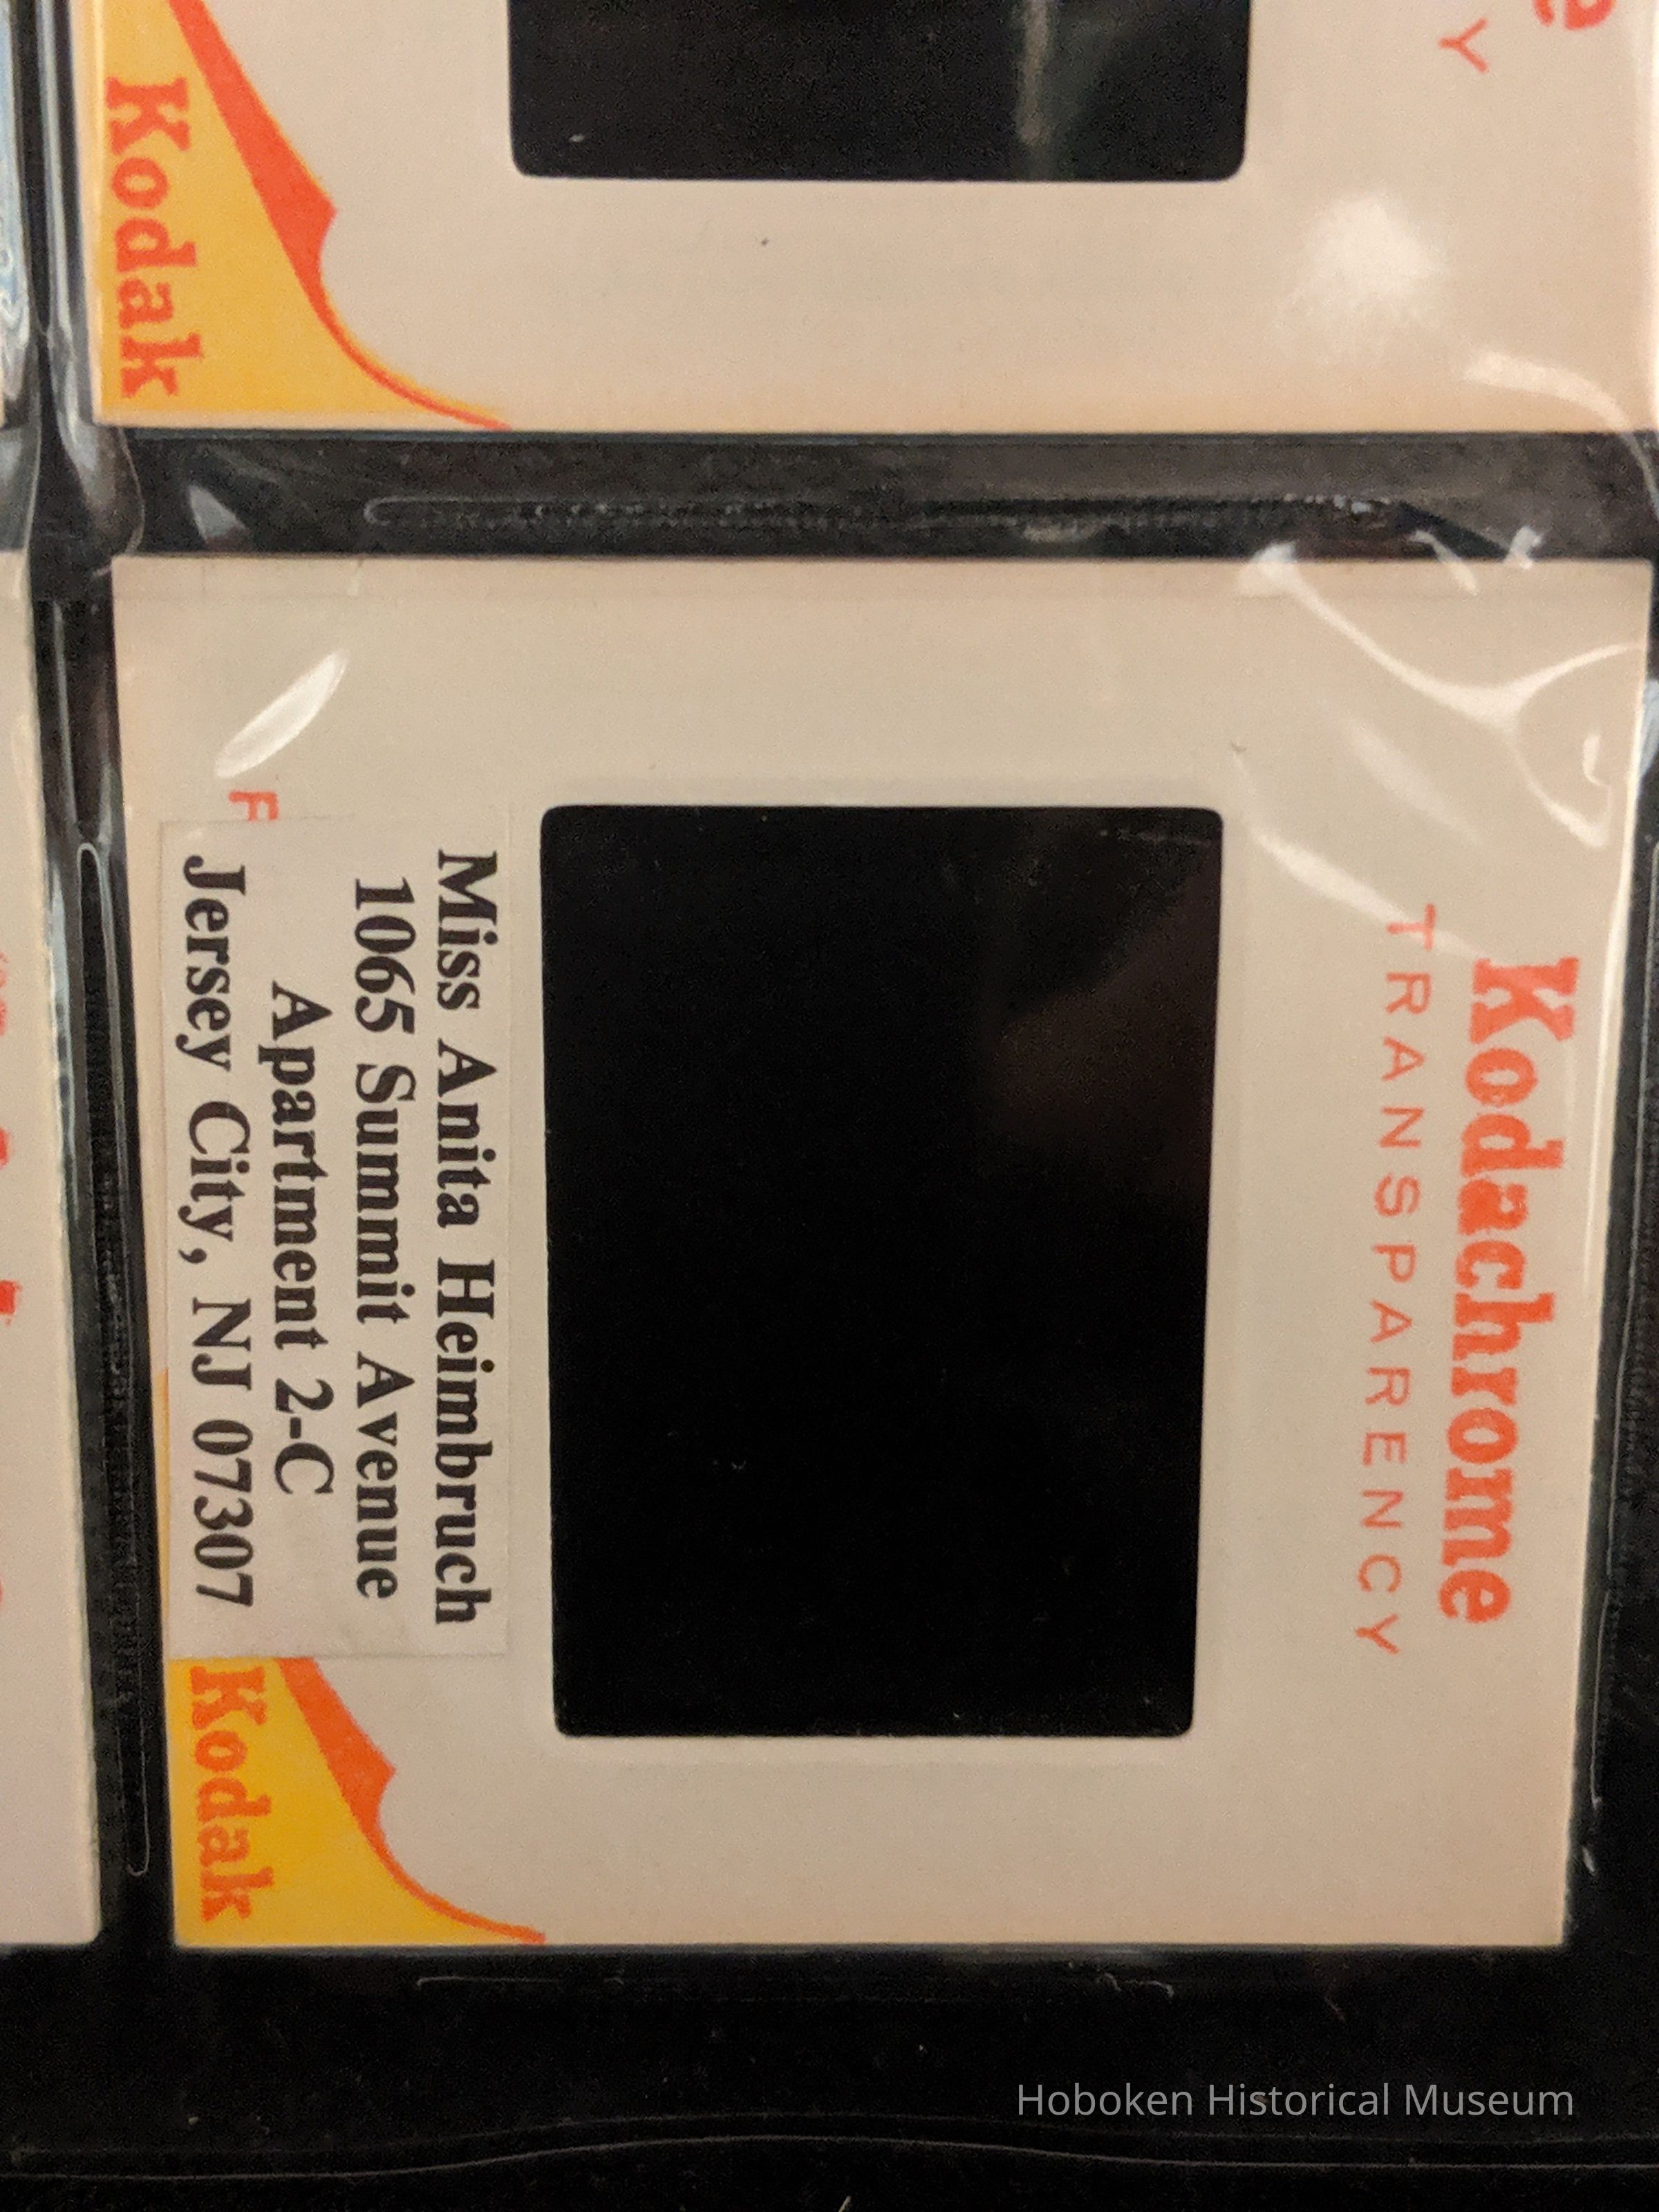 Kodak
Y
Kodachrome
TRANSPARENCY
Miss Anita Heimbruch
1065 Summit Avenue
Apartment 2-C
Jersey City, NJ 07307
Kodak
Hoboken Historical Museum